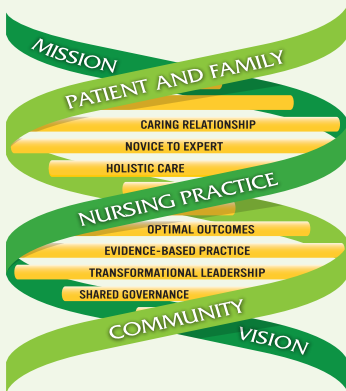 MISSION
PATIENT AND FAMILY
CARING RELATIONSHIP
NOVICE TO EXPERT
HOLISTIC CARE
NURSING PRACTICE
OPTIMAL OUTCOMES
EVIDENCE-BASED PRACTICE
TRANSFORMATIONAL LEADERSHIP
SHARED GOVERNANCE
COMMUNITY
VISION